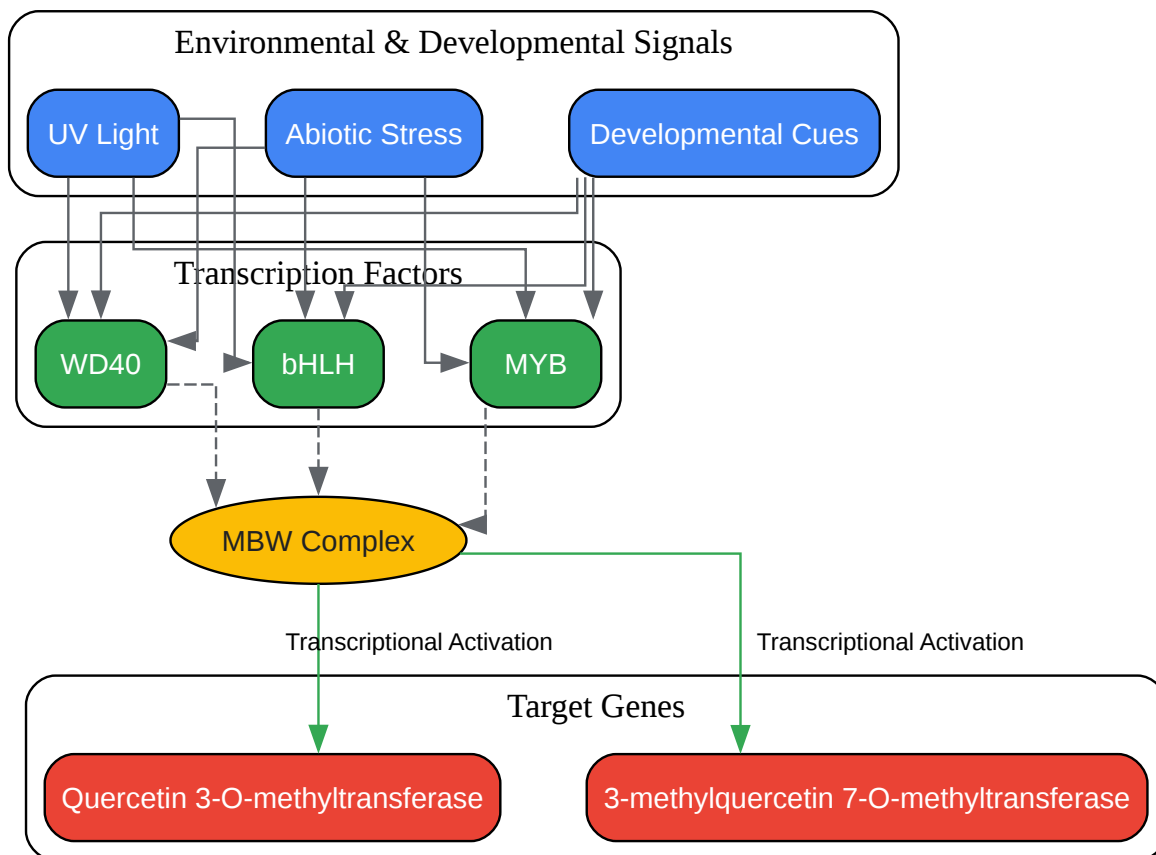 Environmental & Developmental Signals
UV Light
Abiotic Stress
Developmental Cues
Transcription Factors
WD40
bHLH
MYB
MBW Complex
Transcriptional Activation
Transcriptional Activation
Target Genes
Quercetin 3-O-methyltransferase
3-methylquercetin 7-O-methyltransferase